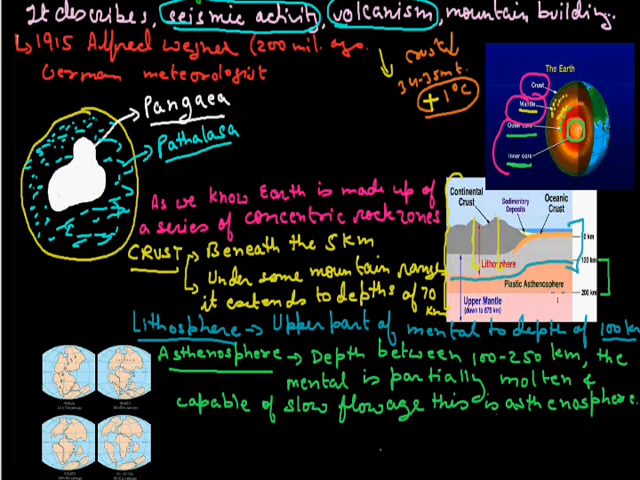 It describes, seismic activity, volcanism, mountain building.
↳ 1915 Alfred wegner (200 mil. ago.
German meteorologist
crustal
34-35mt.
+1°C
Pangaea
Pathalasa
The Earth
Crust
Mantle
Outer core
Inner core
As we know Earth is made up of
a series of concentric rock zones
CRUST → Beneath the 5 km
↳ Under some mountain ranges
it extends to depths of 70 km
Continental Crust
Sedimentary Deposits
Oceanic Crust
0 km
Lithosphere
100 km
Plastic Asthenosphere
200 km
Upper Mantle
(down to 670 km)
Lithosphere → Upper part of mental to depth of 100 km
Asthenosphere → Depth between 100-250 km, the
mental is partially molten &
capable of slow flowage this is asthenosphere.